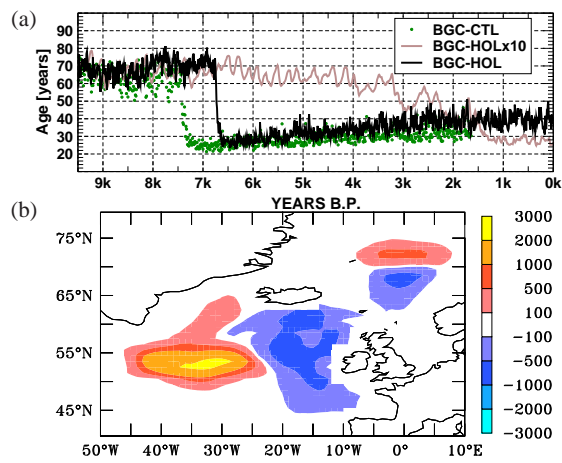 (a)
BGC-CTL
BGC-HOLx10
BGC-HOL
Age [years]
90
80
70
60
50
40
30
20
9k 8k 7k 6k 5k 4k 3k 2k 1k 0k
YEARS B.P.
(b)
75°N
65°N
55°N
45°N
50°W 40°W 30°W 20°W 10°W 0° 10°E
3000
2000
1000
500
100
−100
−500
−1000
−2000
−3000